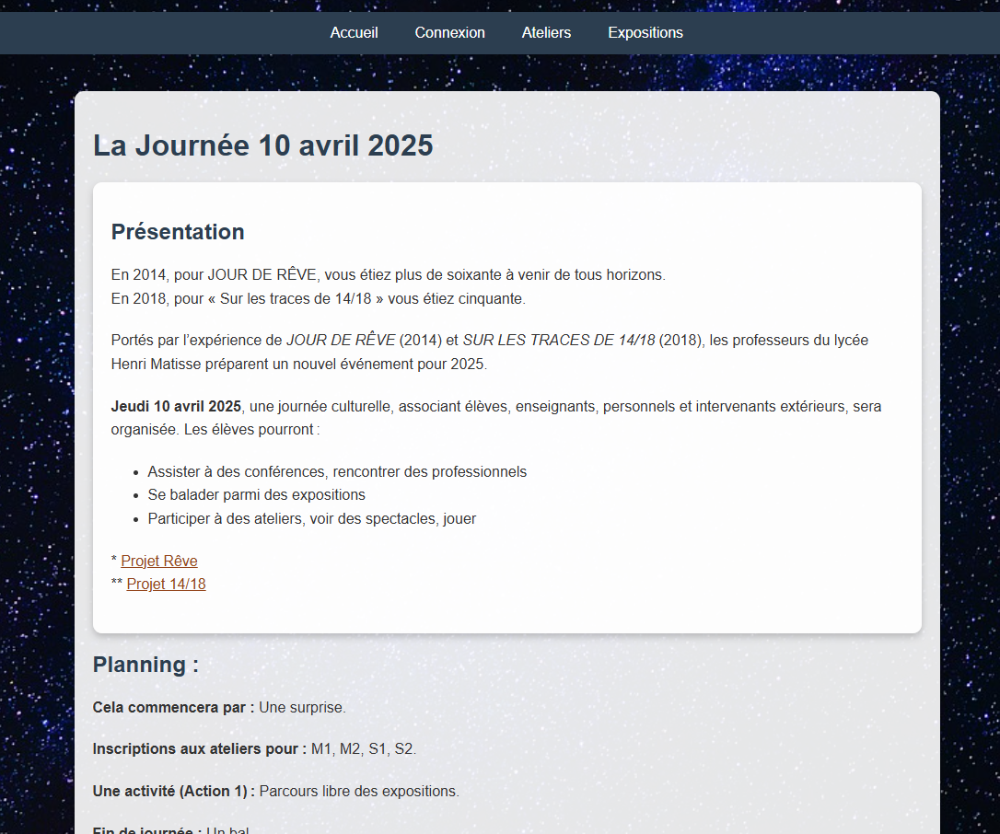 Accueil Connexion Ateliers Expositions
La Journée 10 avril 2025
Présentation
En 2014, pour JOUR DE RÊVE, vous étiez plus de soixante à venir de tous horizons.
En 2018, pour « Sur les traces de 14/18 » vous étiez cinquante.
Portés par l’expérience de JOUR DE RÊVE (2014) et SUR LES TRACES DE 14/18 (2018), les professeurs du lycée
Henri Matisse préparent un nouvel événement pour 2025.
Jeudi 10 avril 2025, une journée culturelle, associant élèves, enseignants, personnels et intervenants extérieurs, sera
organisée. Les élèves pourront :
• Assister à des conférences, rencontrer des professionnels
• Se balader parmi des expositions
• Participer à des ateliers, voir des spectacles, jouer
* Projet Rêve
** Projet 14/18
Planning :
Cela commencera par : Une surprise.
Inscriptions aux ateliers pour : M1, M2, S1, S2.
Une activité (Action 1) : Parcours libre des expositions.
Fin de journée : Un bal